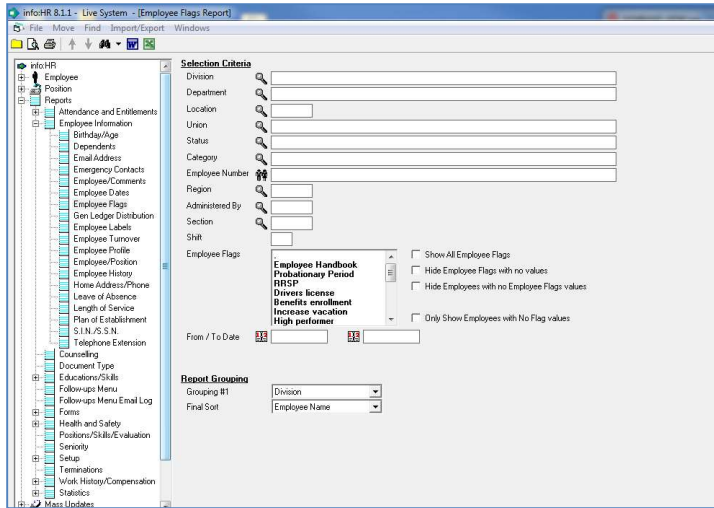 info:HR 8.1.1 - Live System - [Employee Flags Report]
File Move Find Import/Export Windows
info:HR
Employee
Position
Reports
Attendance and Entitlements
Employee Information
Birthday/Age
Dependents
Email Address
Emergency Contacts
Employee/Comments
Employee Dates
Employee Flags
Gen Ledger Distribution
Employee Labels
Employee Turnover
Employee Profile
Employee/Position
Employee History
Home Address/Phone
Leave of Absence
Length of Service
Plan of Establishment
S.I.N./S.S.N.
Telephone Extension
Counselling
Document Type
Educations/Skills
Follow-ups Menu
Follow-ups Menu Email Log
Forms
Health and Safety
Positions/Skills/Evaluation
Seniority
Setup
Terminations
Work History/Compensation
Statistics
Mass Updates
Selection Criteria
Division
Department
Location
Union
Status
Category
Employee Number
Region
Administered By
Section
Shift
Employee Flags
.
Employee Handbook
Probationary Period
RRSP
Drivers license
Benefits enrollment
Increase vacation
High performer
Show All Employee Flags
Hide Employee Flags with no values
Hide Employees with no Employee Flags values
Only Show Employees with No Flag values
From / To Date
Report Grouping
Grouping #1 Division
Final Sort Employee Name